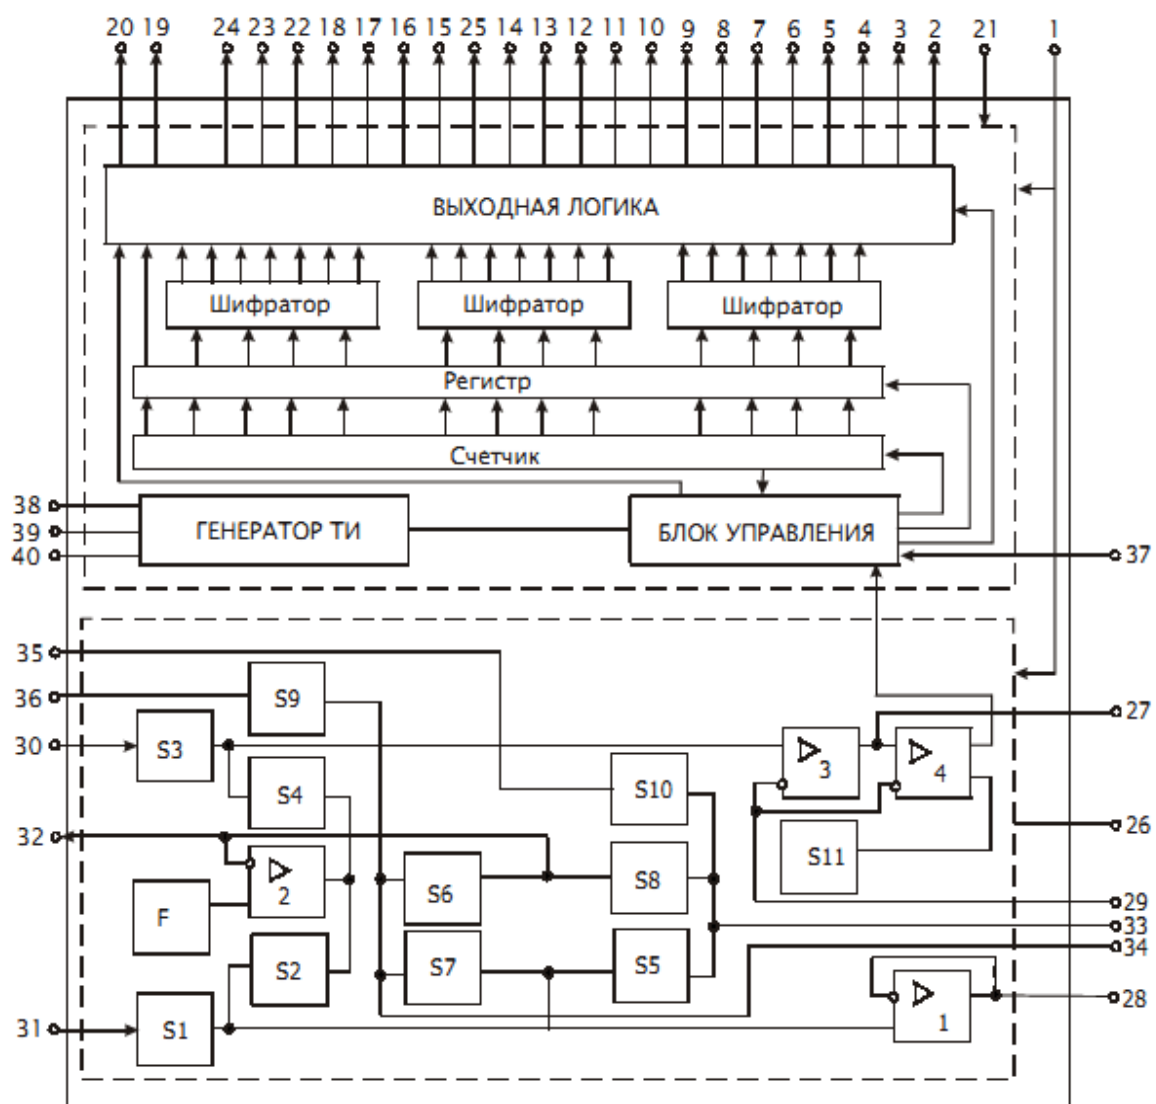 20 19 24 23 22 18 17 16 15 25 14 13 12 11 10 9 8 7 6 5 4 3 2 21 1
ВЫХОДНАЯ ЛОГИКА
Шифратор Шифратор Шифратор
Регистр
Счетчик
38
39
40
ГЕНЕРАТОР ТИ
БЛОК УПРАВЛЕНИЯ
37
35
36
S9
27
30
S3
3
4
S4
S10
32
26
S11
2
S6
S8
29
F
33
34
S2
S7
S5
28
31
S1
1